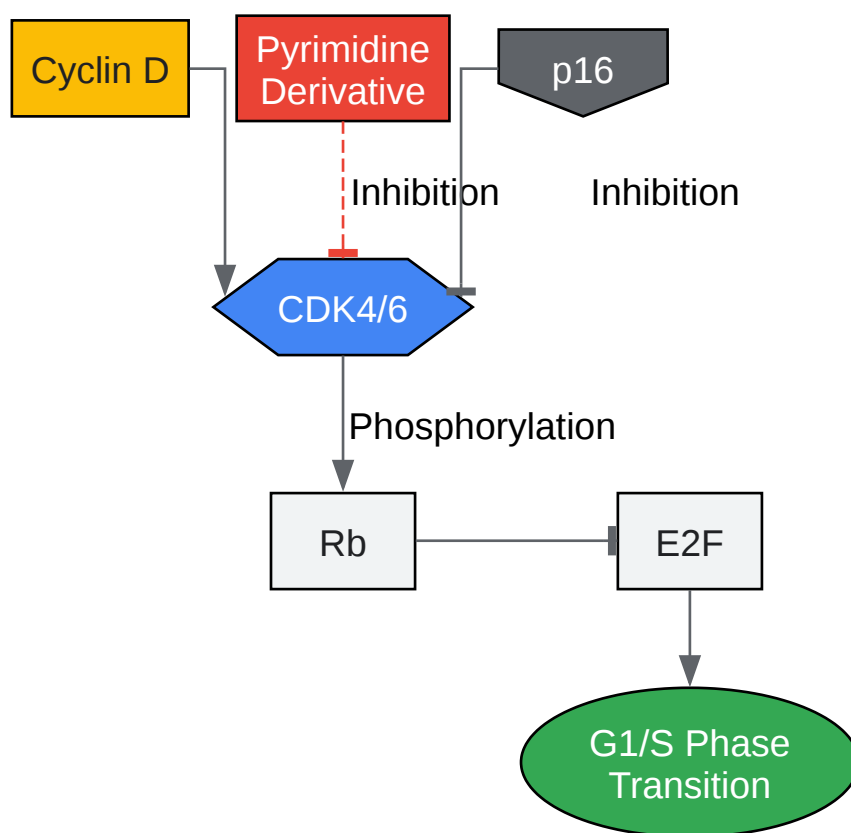 Cyclin D
Pyrimidine
Derivative
p16
Inhibition
Inhibition
CDK4/6
Phosphorylation
Rb
E2F
G1/S Phase
Transition